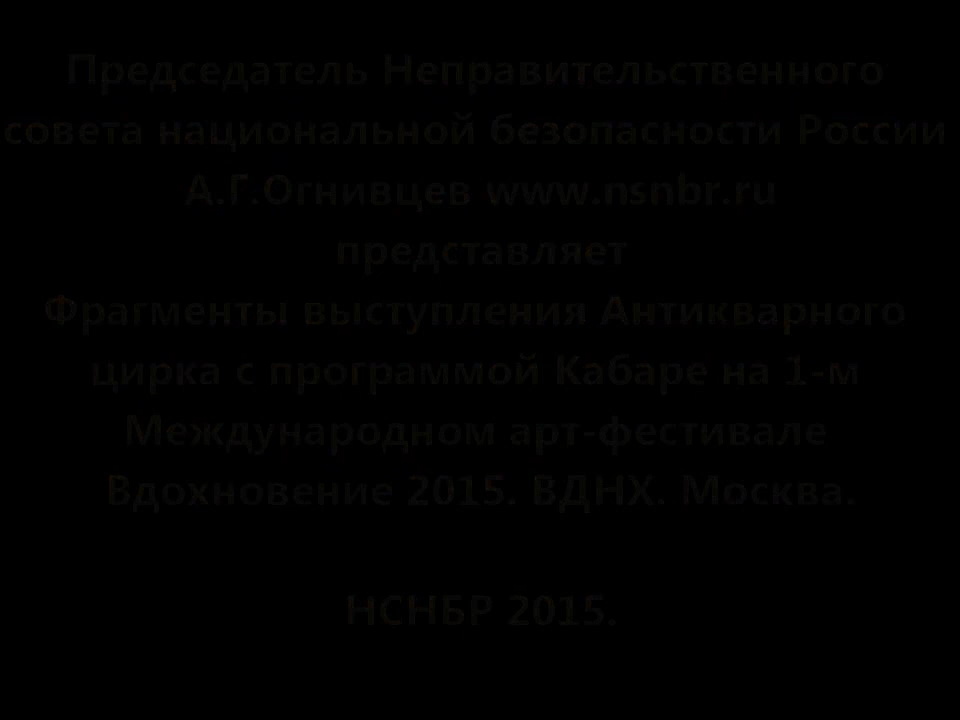 Председатель Неправительственного
совета национальной безопасности России
А.Г.Огнивцев www.nsnbr.ru
представляет
Фрагменты выступления Антикварного
цирка с программой Кабаре на 1-м
Международном арт-фестивале
Вдохновение 2015. ВДНХ. Москва.
НСНБР 2015.